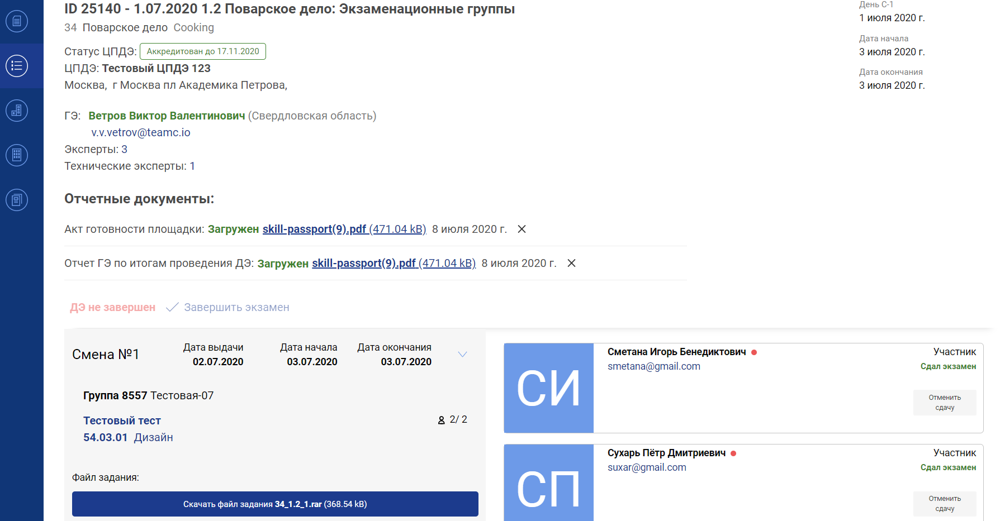 ID 25140 - 1.07.2020 1.2 Поварское дело: Экзаменационные группы
34 Поварское дело Cooking
Статус ЦПДЭ: Аккредитован до 17.11.2020
ЦПДЭ: Тестовый ЦПДЭ 123
Москва, г Москва пл Академика Петрова,
День С-1
1 июля 2020 г.
Дата начала
3 июля 2020 г.
Дата окончания
3 июля 2020 г.
ГЭ: Ветров Виктор Валентинович (Свердловская область)
v.v.vetrov@teamc.io
Эксперты: 3
Технические эксперты: 1
Отчетные документы:
Акт готовности площадки: Загружен skill-passport(9).pdf (471.04 kB) 8 июля 2020 г.
Отчет ГЭ по итогам проведения ДЭ: Загружен skill-passport(9).pdf (471.04 kB) 8 июля 2020 г.
ДЭ не завершен Завершить экзамен
Смена №1
Дата выдачи
02.07.2020
Дата начала
03.07.2020
Дата окончания
03.07.2020
Группа 8557 Тестовая-07
Тестовый тест
2/ 2
54.03.01 Дизайн
Файл задания:
Скачать файл задания 34_1.2_1.rar (368.54 kB)
СИ
Сметана Игорь Бенедиктович
smetana@gmail.com
Участник
Сдал экзамен
Отменить
сдачу
СП
Сухарь Пётр Дмитриевич
suxar@gmail.com
Участник
Сдал экзамен
Отменить
сдачу